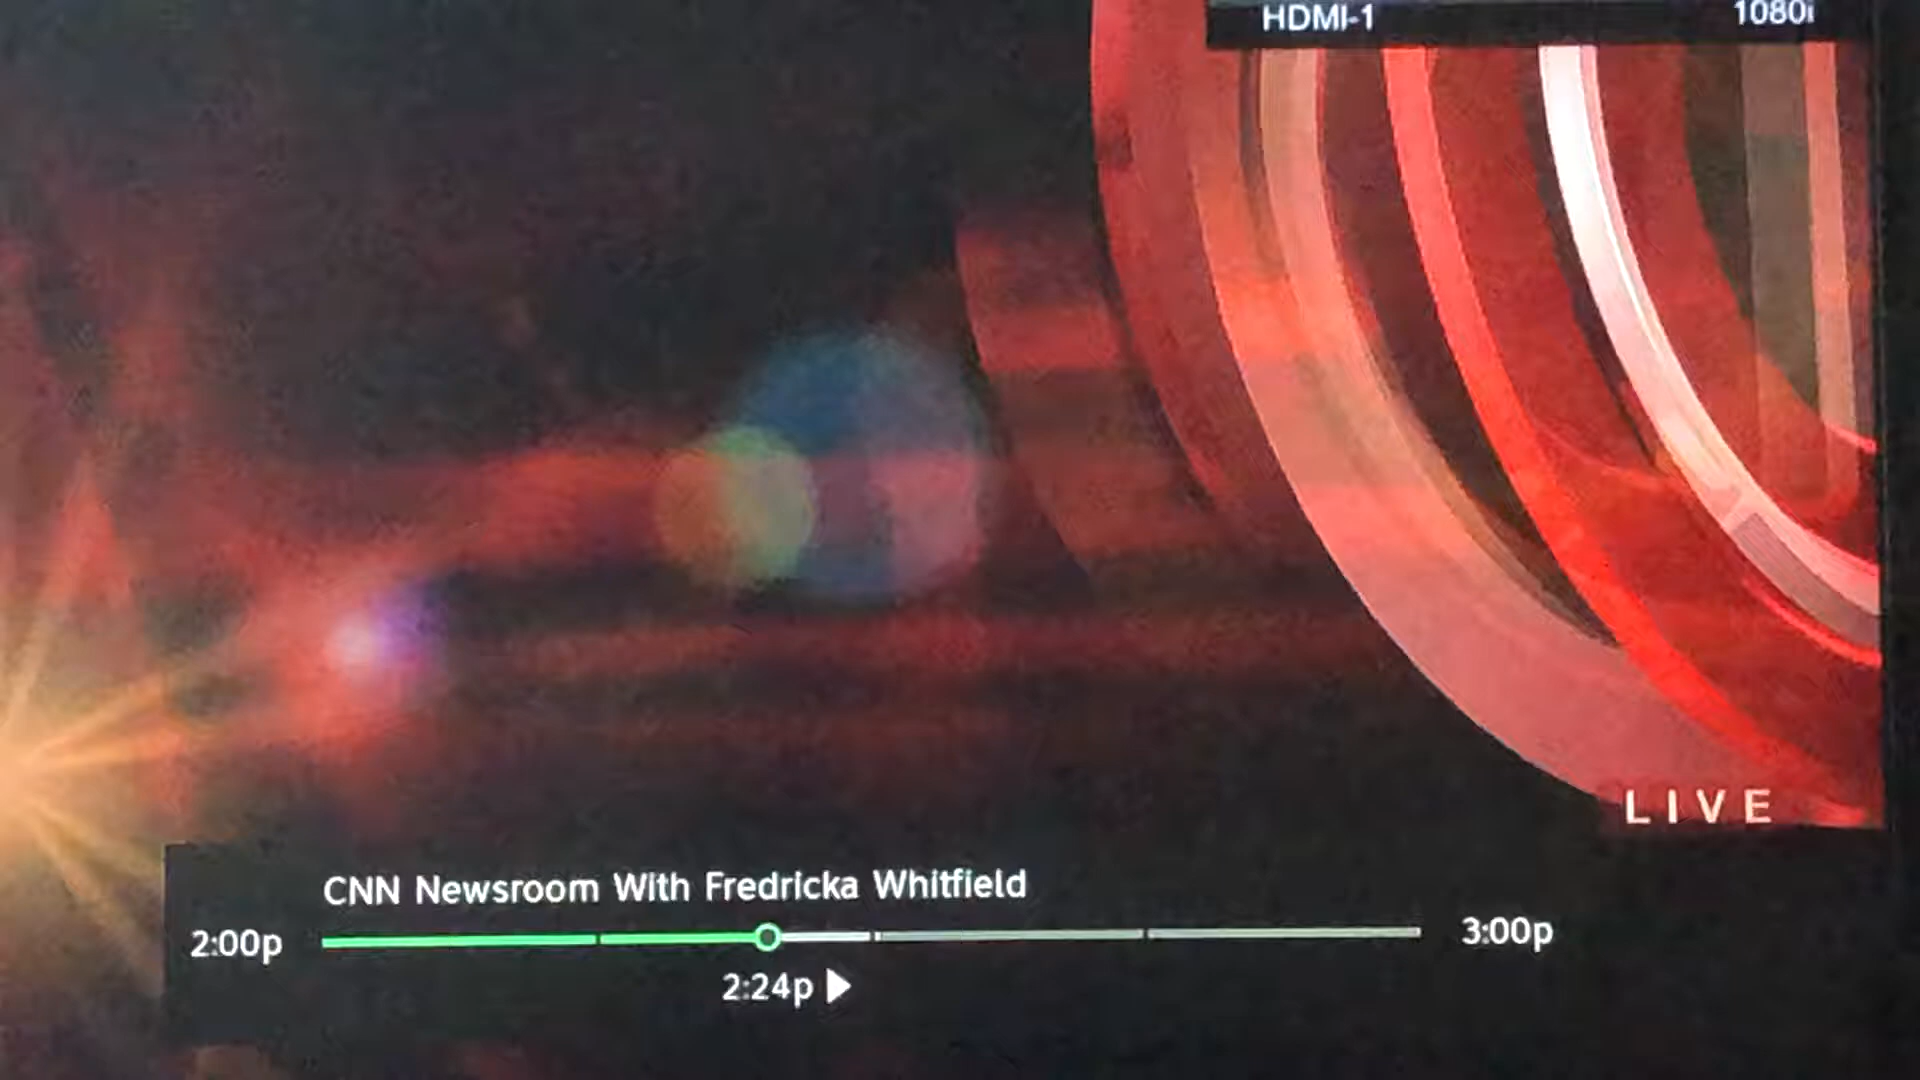 HDMI-1 1080i
LIVE
CNN Newsroom With Fredricka Whitfield
2:00p 3:00p
2:24p